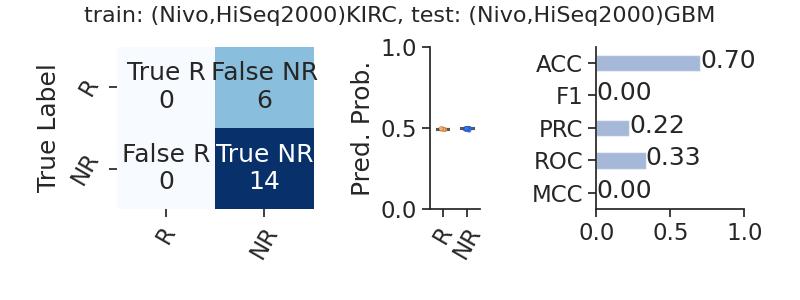 train: (Nivo,HiSeq2000)KIRC, test: (Nivo,HiSeq2000)GBM
True Label
R
NR
True R
0
False NR
6
False R
0
True NR
14
R
NR
Pred. Prob.
1.0
0.5
0.0
R
NR
ACC
0.70
F1
0.00
PRC
0.22
ROC
0.33
MCC
0.00
0.0
0.5
1.0